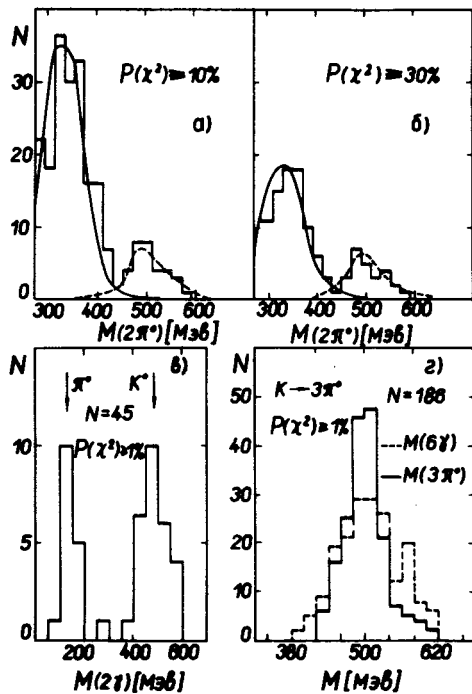 N
P(χ²)≥10%
а)
P(χ²)≥30%
б)
30
20
10
0
300 400 500 600
300 400 500 600
M(2π°)[Мэв]
M(2π°)[Мэв]
N
π° K°
в)
N=45
P(χ²)≥1%
10
5
0
200 400 600
M(2γ)[Мэв]
N
г)
K→3π°
N=186
P(χ²)≥1%
M(6γ)
M(3π°)
50
40
30
20
10
0
380 500 620
M[Мэв]